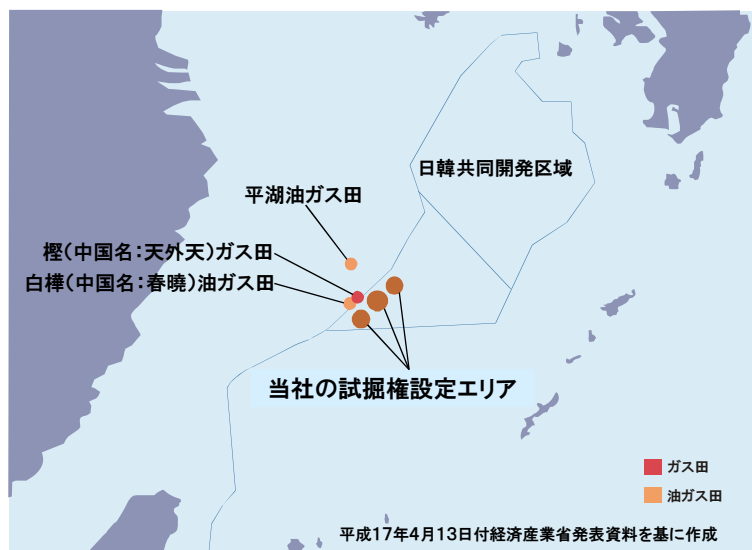 日韓共同開発区域
平湖油ガス田
樫(中国名:天外天)ガス田
白樺(中国名:春曉)油ガス田
当社の試掘権設定エリア
ガス田
油ガス田
平成17年4月13日付経済産業省発表資料を基に作成